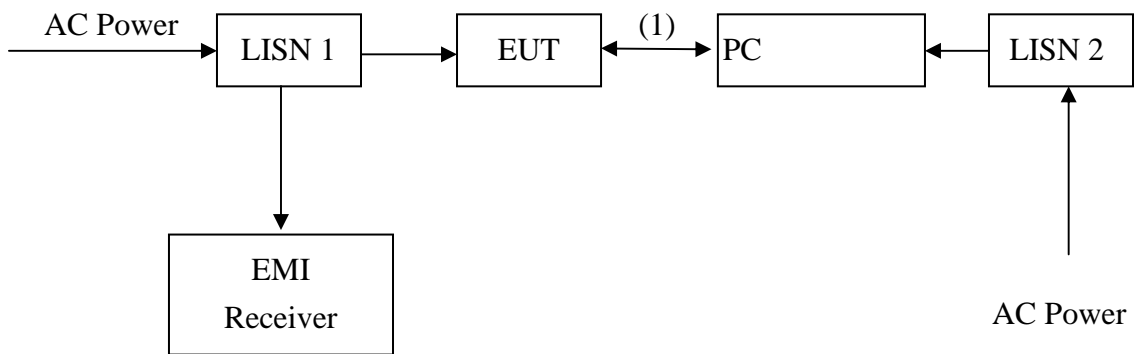 AC Power
LISN 1
EUT
(1)
PC
LISN 2
EMI
Receiver
AC Power